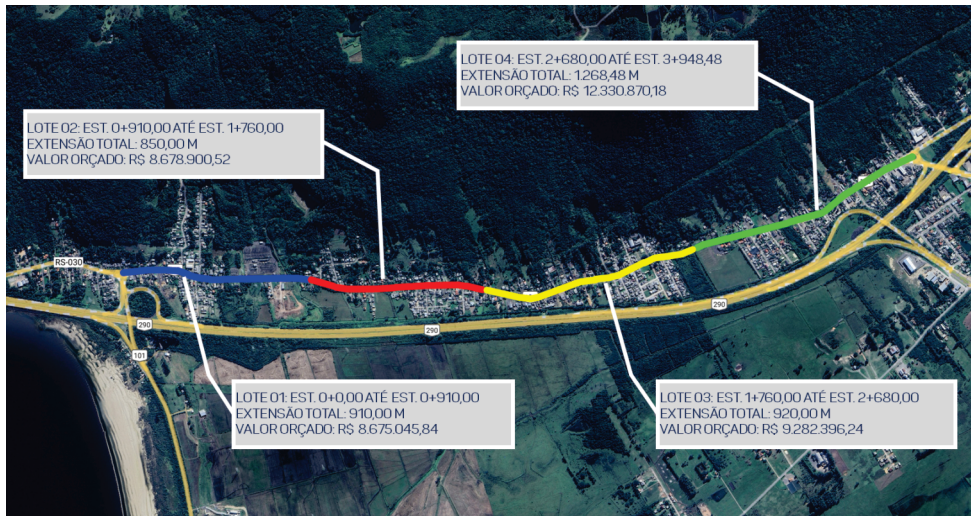 LOTE 04: EST. 2+680,00 ATÉ EST. 3+948,48
EXTENSÃO TOTAL: 1.268,48 M
VALOR ORÇADO: R$ 12.330.870,18
LOTE 02: EST. 0+910,00 ATÉ EST. 1+760,00
EXTENSÃO TOTAL: 850,00 M
VALOR ORÇADO: R$ 8.678.900,52
RS-030
290
290
290
101
LOTE 01: EST. 0+0,00 ATÉ EST. 0+910,00
EXTENSÃO TOTAL: 910,00 M
VALOR ORÇADO: R$ 8.675.045,84
LOTE 03: EST. 1+760,00 ATÉ EST. 2+680,00
EXTENSÃO TOTAL: 920,00 M
VALOR ORÇADO: R$ 9.282.396,24